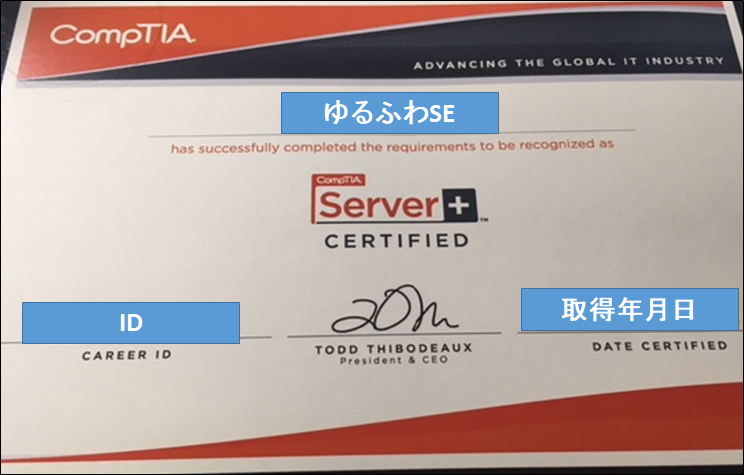 CompTIA.
ADVANCING THE GLOBAL IT INDUSTRY
ゆるふわSE
has successfully completed the requirements to be recognized as
CompTIA
Server+™
CERTIFIED
ID
取得年月日
CAREER ID
TODD THIBODEAUX
President & CEO
DATE CERTIFIED